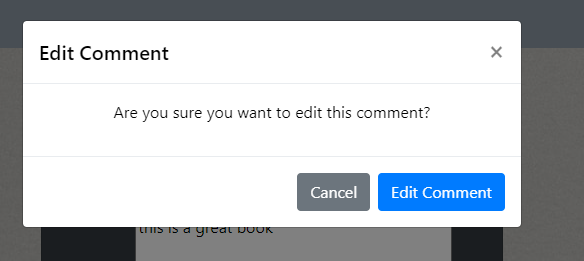 Edit Comment ×
Are you sure you want to edit this comment?
Cancel Edit Comment
this is a great book